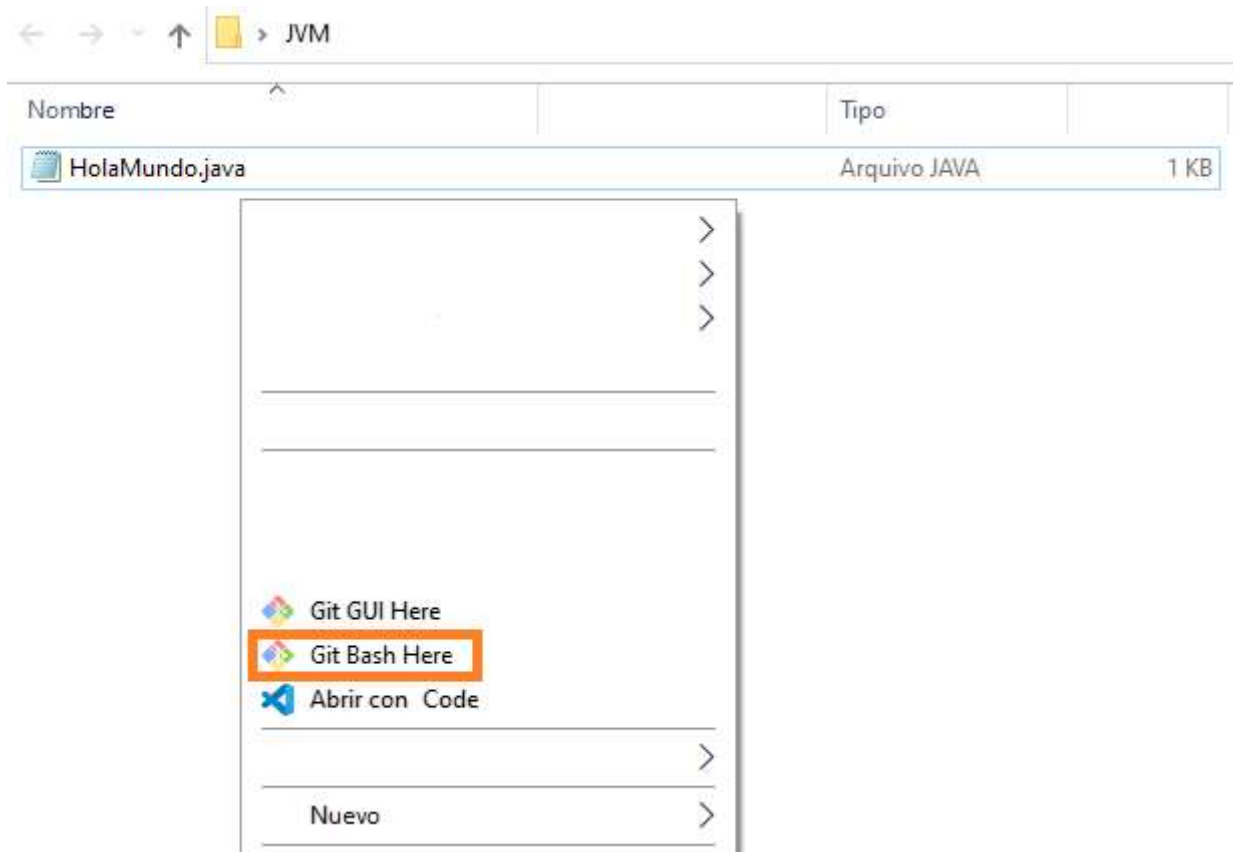 JVM
Nombre Tipo
HolaMundo.java Arquivo JAVA 1 KB
Git GUI Here
Git Bash Here
Abrir con Code
Nuevo